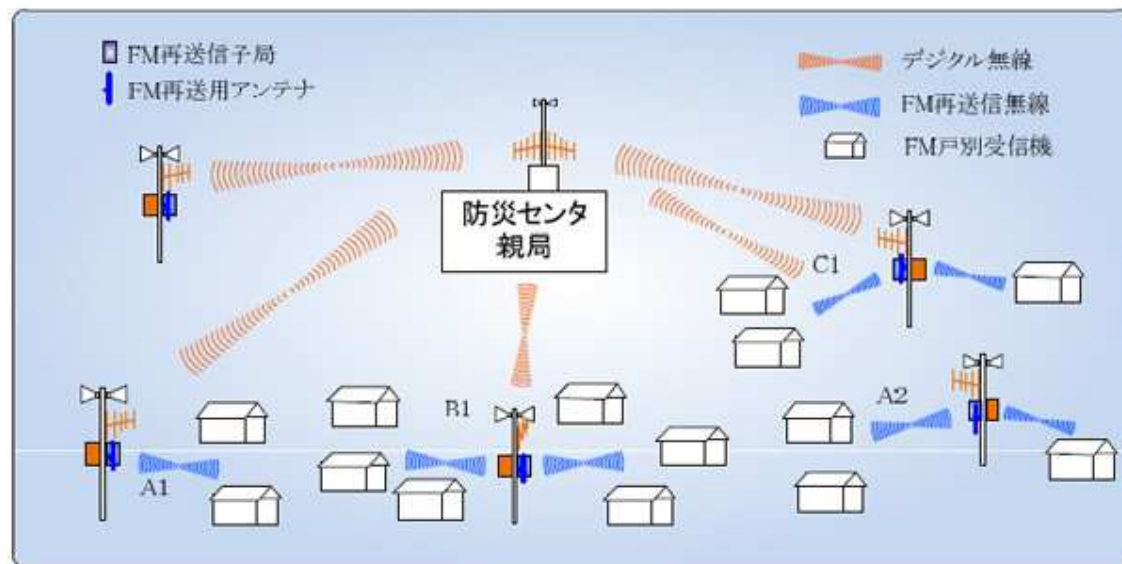 FM再送信子局
FM再送用アンテナ
デジタル無線
FM再送信無線
FM戸別受信機
防災センタ
親局
C1
B1
A2
A1